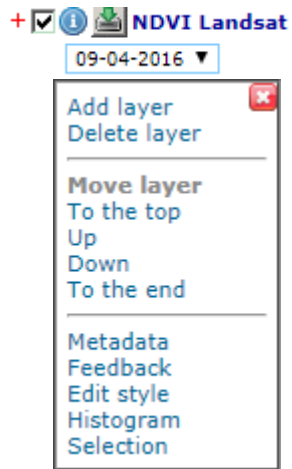 NDVI Landsat
09-04-2016
Add layer
Delete layer
Move layer
To the top
Up
Down
To the end
Metadata
Feedback
Edit style
Histogram
Selection